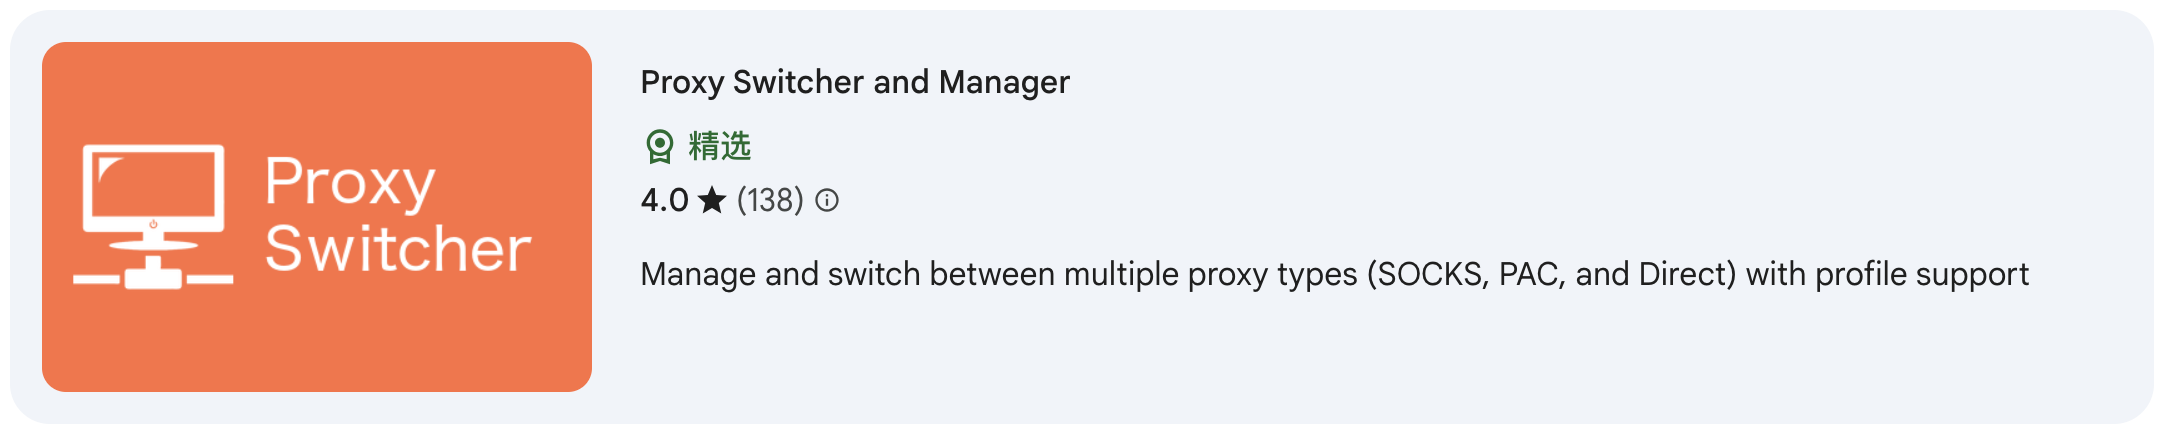 Proxy
Switcher
Proxy Switcher and Manager
精选
4.0 ★ (138)
Manage and switch between multiple proxy types (SOCKS, PAC, and Direct) with profile support